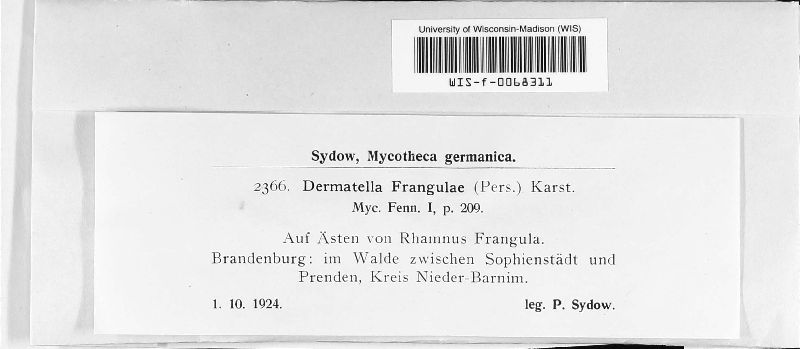 University of Wisconsin-Madison (WIS)
WIS-f-0068311
Sydow, Mycotheca germanica.
2366. Dermatella Frangulae (Pers.) Karst.
Myc. Fenn. I, p. 209.
Auf Ästen von Rhamnus Frangula.
Brandenburg: im Walde zwischen Sophienstädt und
Prenden, Kreis Nieder-Barnim.
1. 10. 1924. leg. P. Sydow.